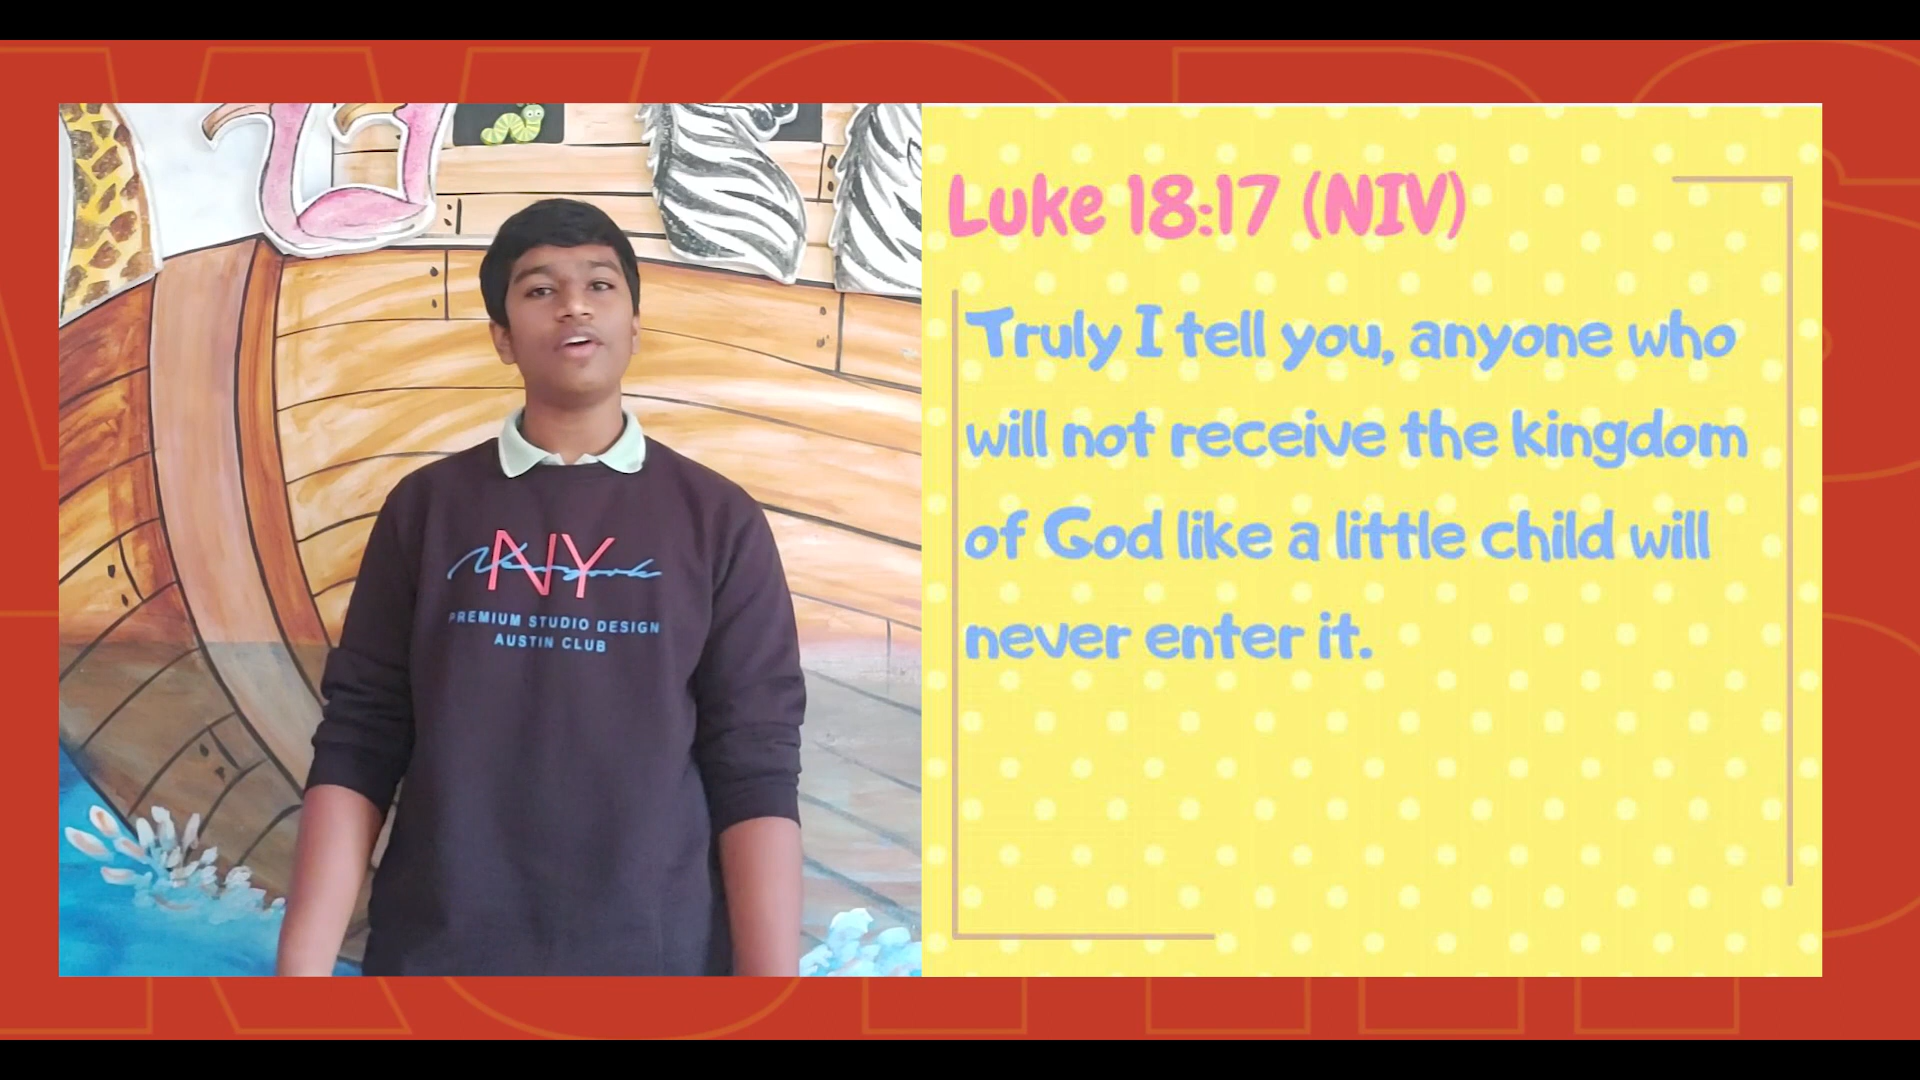 Luke 18:17 (NIV)
Truly I tell you, anyone who
will not receive the kingdom
of God like a little child will
never enter it.
NY
Newyork
PREMIUM STUDIO DESIGN
AUSTIN CLUB